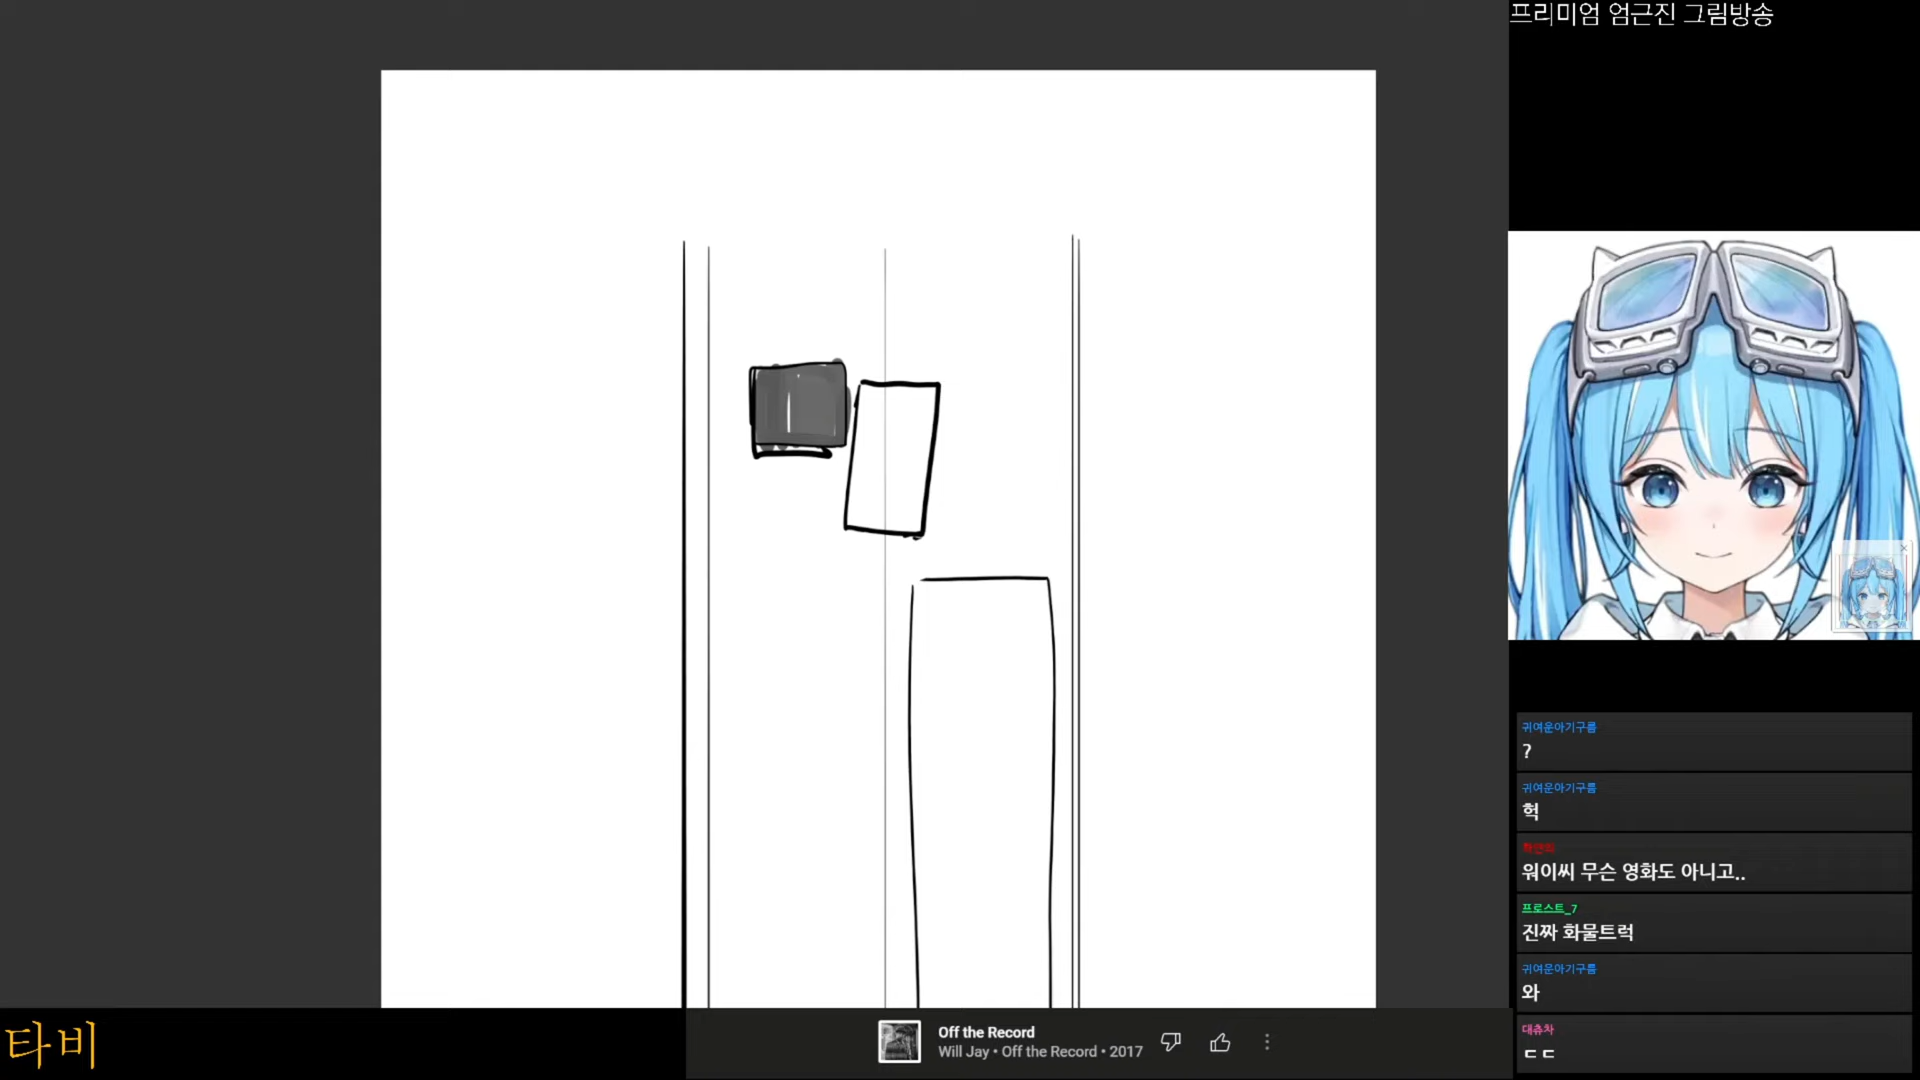 프리미엄 엄근진 그림방송
귀여운아기구름
?
귀여운아기구름
헉
워이씨 무슨 영화도 아니고..
프로스트_7
진짜 화물트럭
귀여운아기구름
와
대츄차
ㄷㄷ
타비
Off the Record
Will Jay • Off the Record • 2017